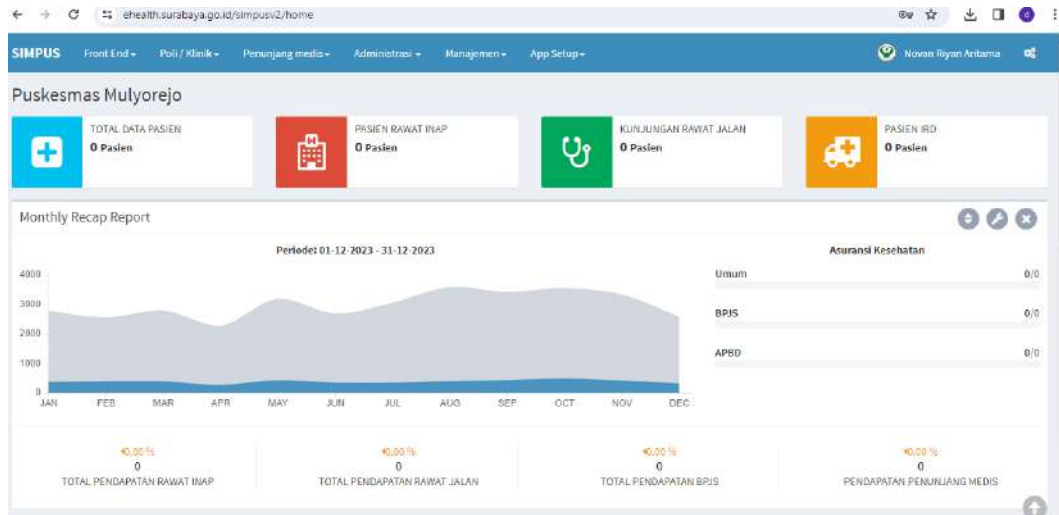 ehealth.surabaya.go.id/simpusv2/home
SIMPUS Front End Poli / Klinik Penunjang medis Administrasi Manajemen App Setup Novan Riyan Aritama
Puskesmas Mulyorejo
TOTAL DATA PASIEN
0 Pasien
PASIEN RAWAT INAP
0 Pasien
KUNJUNGAN RAWAT JALAN
0 Pasien
PASIEN IRD
0 Pasien
Monthly Recap Report
Periode: 01-12-2023 - 31-12-2023
4000
3000
2000
1000
0
JAN FEB MAR APR MAY JUN JUL AUG SEP OCT NOV DEC
Asuransi Kesehatan
Umum 0/0
BPJS 0/0
APBD 0/0
0.00 %
0
TOTAL PENDAPATAN RAWAT INAP
0.00 %
0
TOTAL PENDAPATAN RAWAT JALAN
0.00 %
0
TOTAL PENDAPATAN BPJS
0.00 %
0
PENDAPATAN PENUNJANG MEDIS